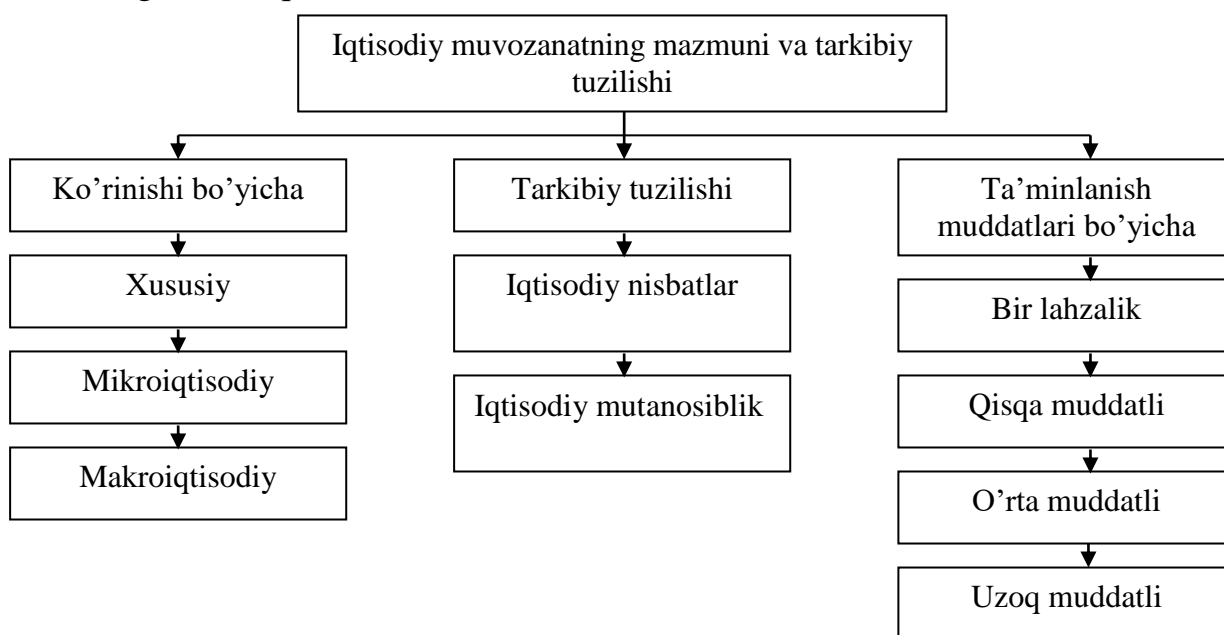 Iqtisodiy muvozanatning mazmuni va tarkibiy
tuzilishi
Ko’rinishi bo’yicha
Xususiy
Mikroiqtisodiy
Makroiqtisodiy
Tarkibiy tuzilishi
Iqtisodiy nisbatlar
Iqtisodiy mutanosiblik
Ta’minlanish
muddatlari bo’yicha
Bir lahzalik
Qisqa muddatli
O’rta muddatli
Uzoq muddatli